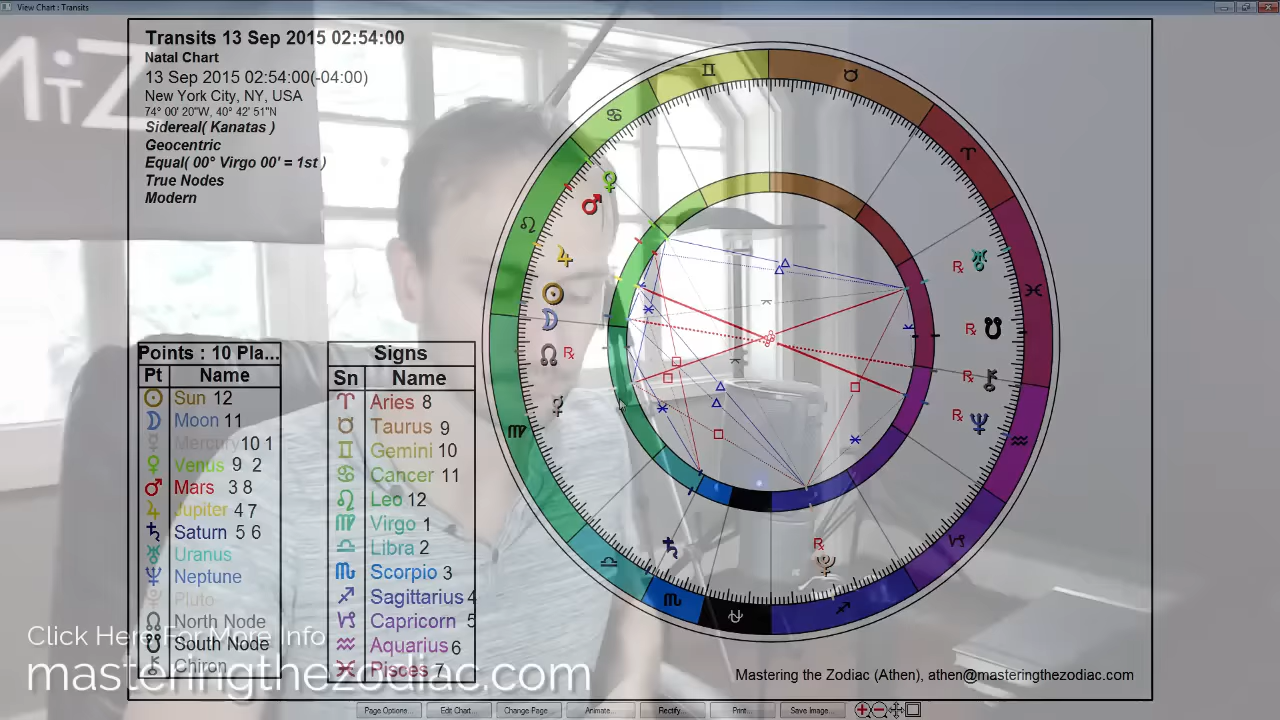 View Chart : Transits
MiZ
Transits 13 Sep 2015 02:54:00
Natal Chart
13 Sep 2015 02:54:00(-04:00)
New York City, NY, USA
74° 00' 20"W, 40° 42' 51"N
Sidereal( Kanatas )
Geocentric
Equal( 00° Virgo 00' = 1st )
True Nodes
Modern
Points : 10 Pla...
Pt Name
Sun 12
Moon 11
Mercury 10 1
Venus 9 2
Mars 3 8
Jupiter 4 7
Saturn 5 6
Uranus
Neptune
Pluto
North Node
South Node
Chiron
Signs
Sn Name
Aries 8
Taurus 9
Gemini 10
Cancer 11
Leo 12
Virgo 1
Libra 2
Scorpio 3
Sagittarius 4
Capricorn 5
Aquarius 6
Pisces 7
Click Here For More Info
masteringthezodiac.com
Mastering the Zodiac (Athen), athen@masteringthezodiac.com
Page Options... Edit Chart... Change Page... Animate... Rectify... Print... Save Image...